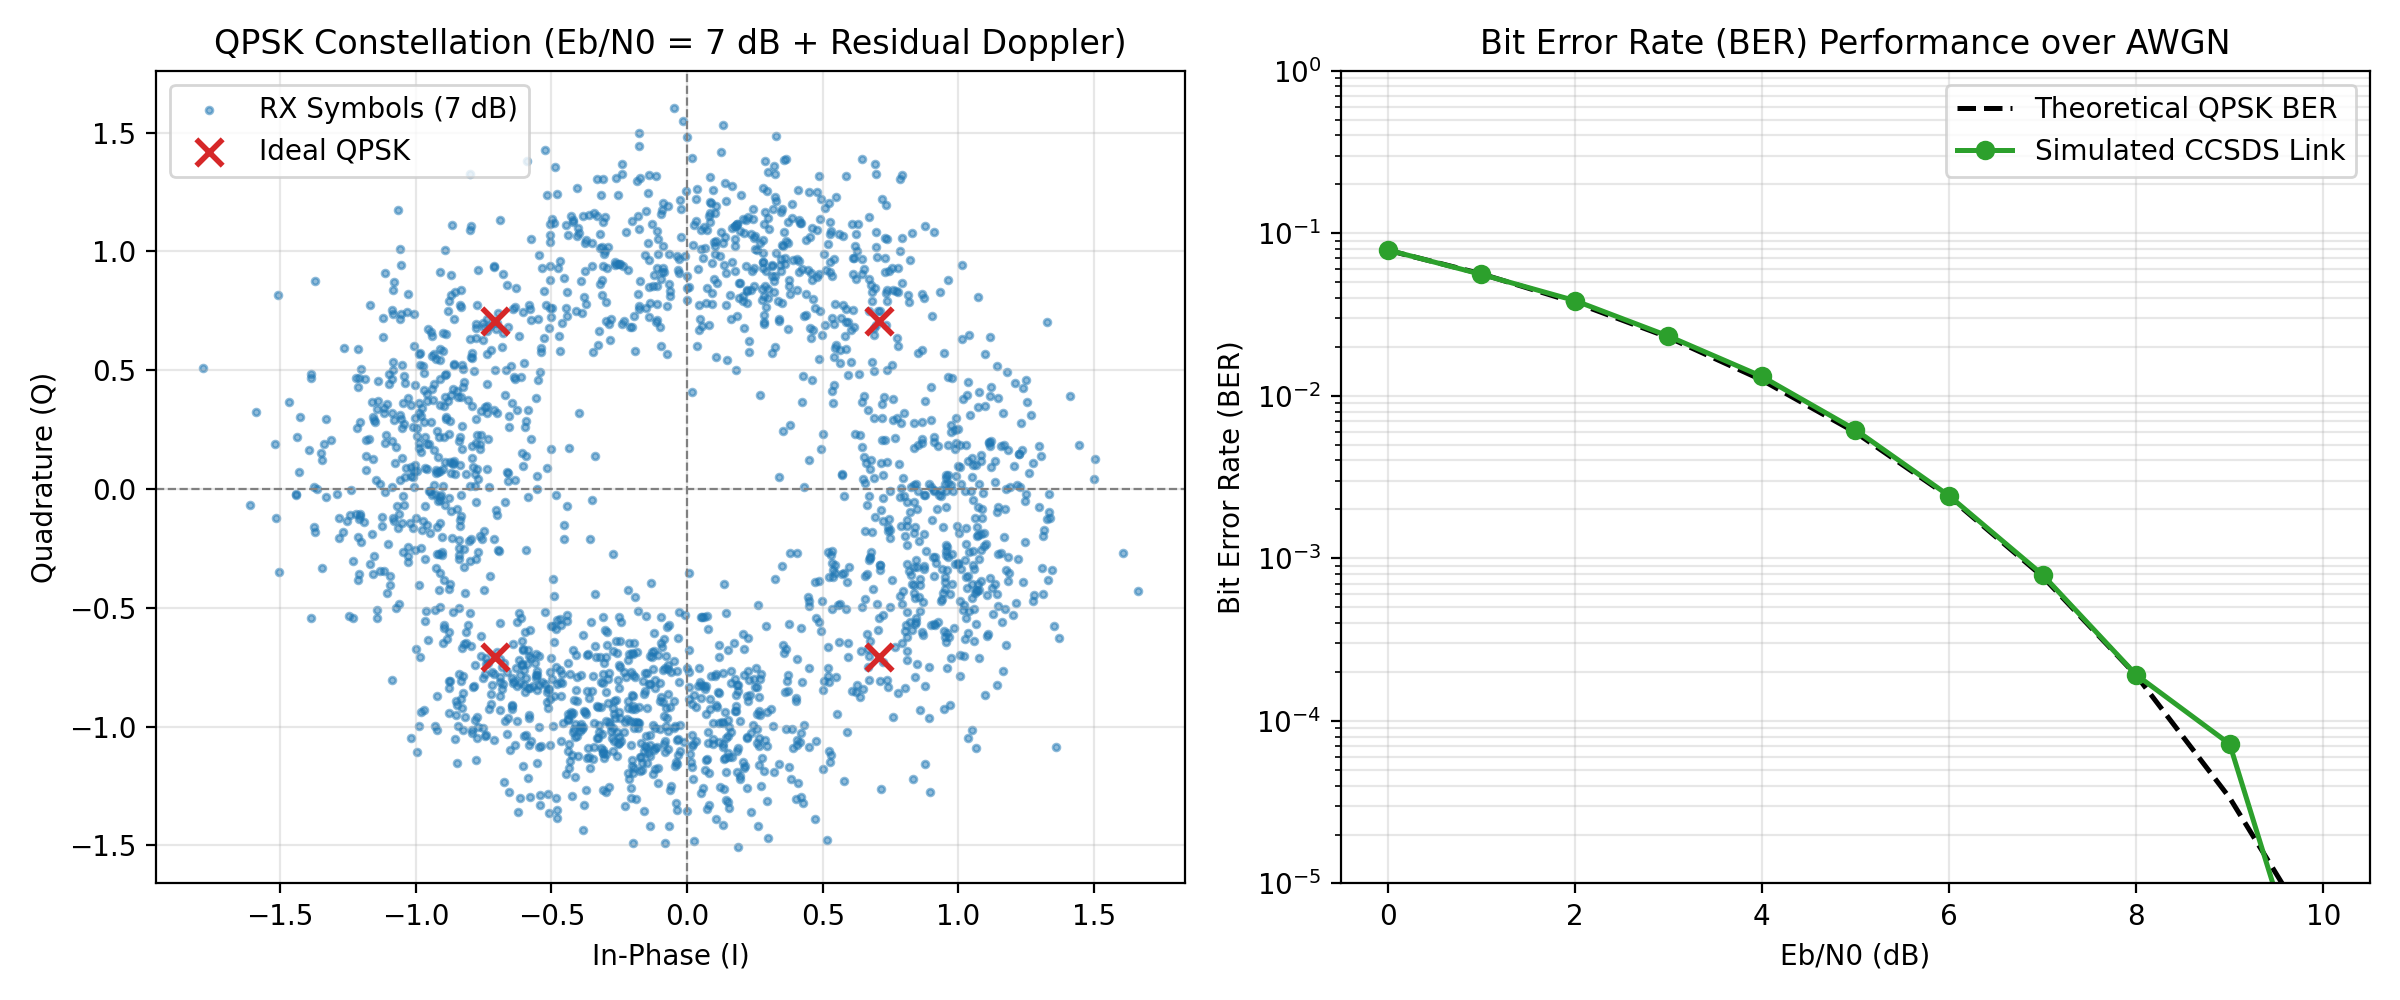 QPSK Constellation (Eb/N0 = 7 dB + Residual Doppler)
RX Symbols (7 dB)
Ideal QPSK
Quadrature (Q)
1.5
1.0
0.5
0.0
−0.5
−1.0
−1.5
−1.5 −1.0 −0.5 0.0 0.5 1.0 1.5
In-Phase (I)
Bit Error Rate (BER) Performance over AWGN
Theoretical QPSK BER
Simulated CCSDS Link
Bit Error Rate (BER)
10⁰
10⁻¹
10⁻²
10⁻³
10⁻⁴
10⁻⁵
0 2 4 6 8 10
Eb/N0 (dB)